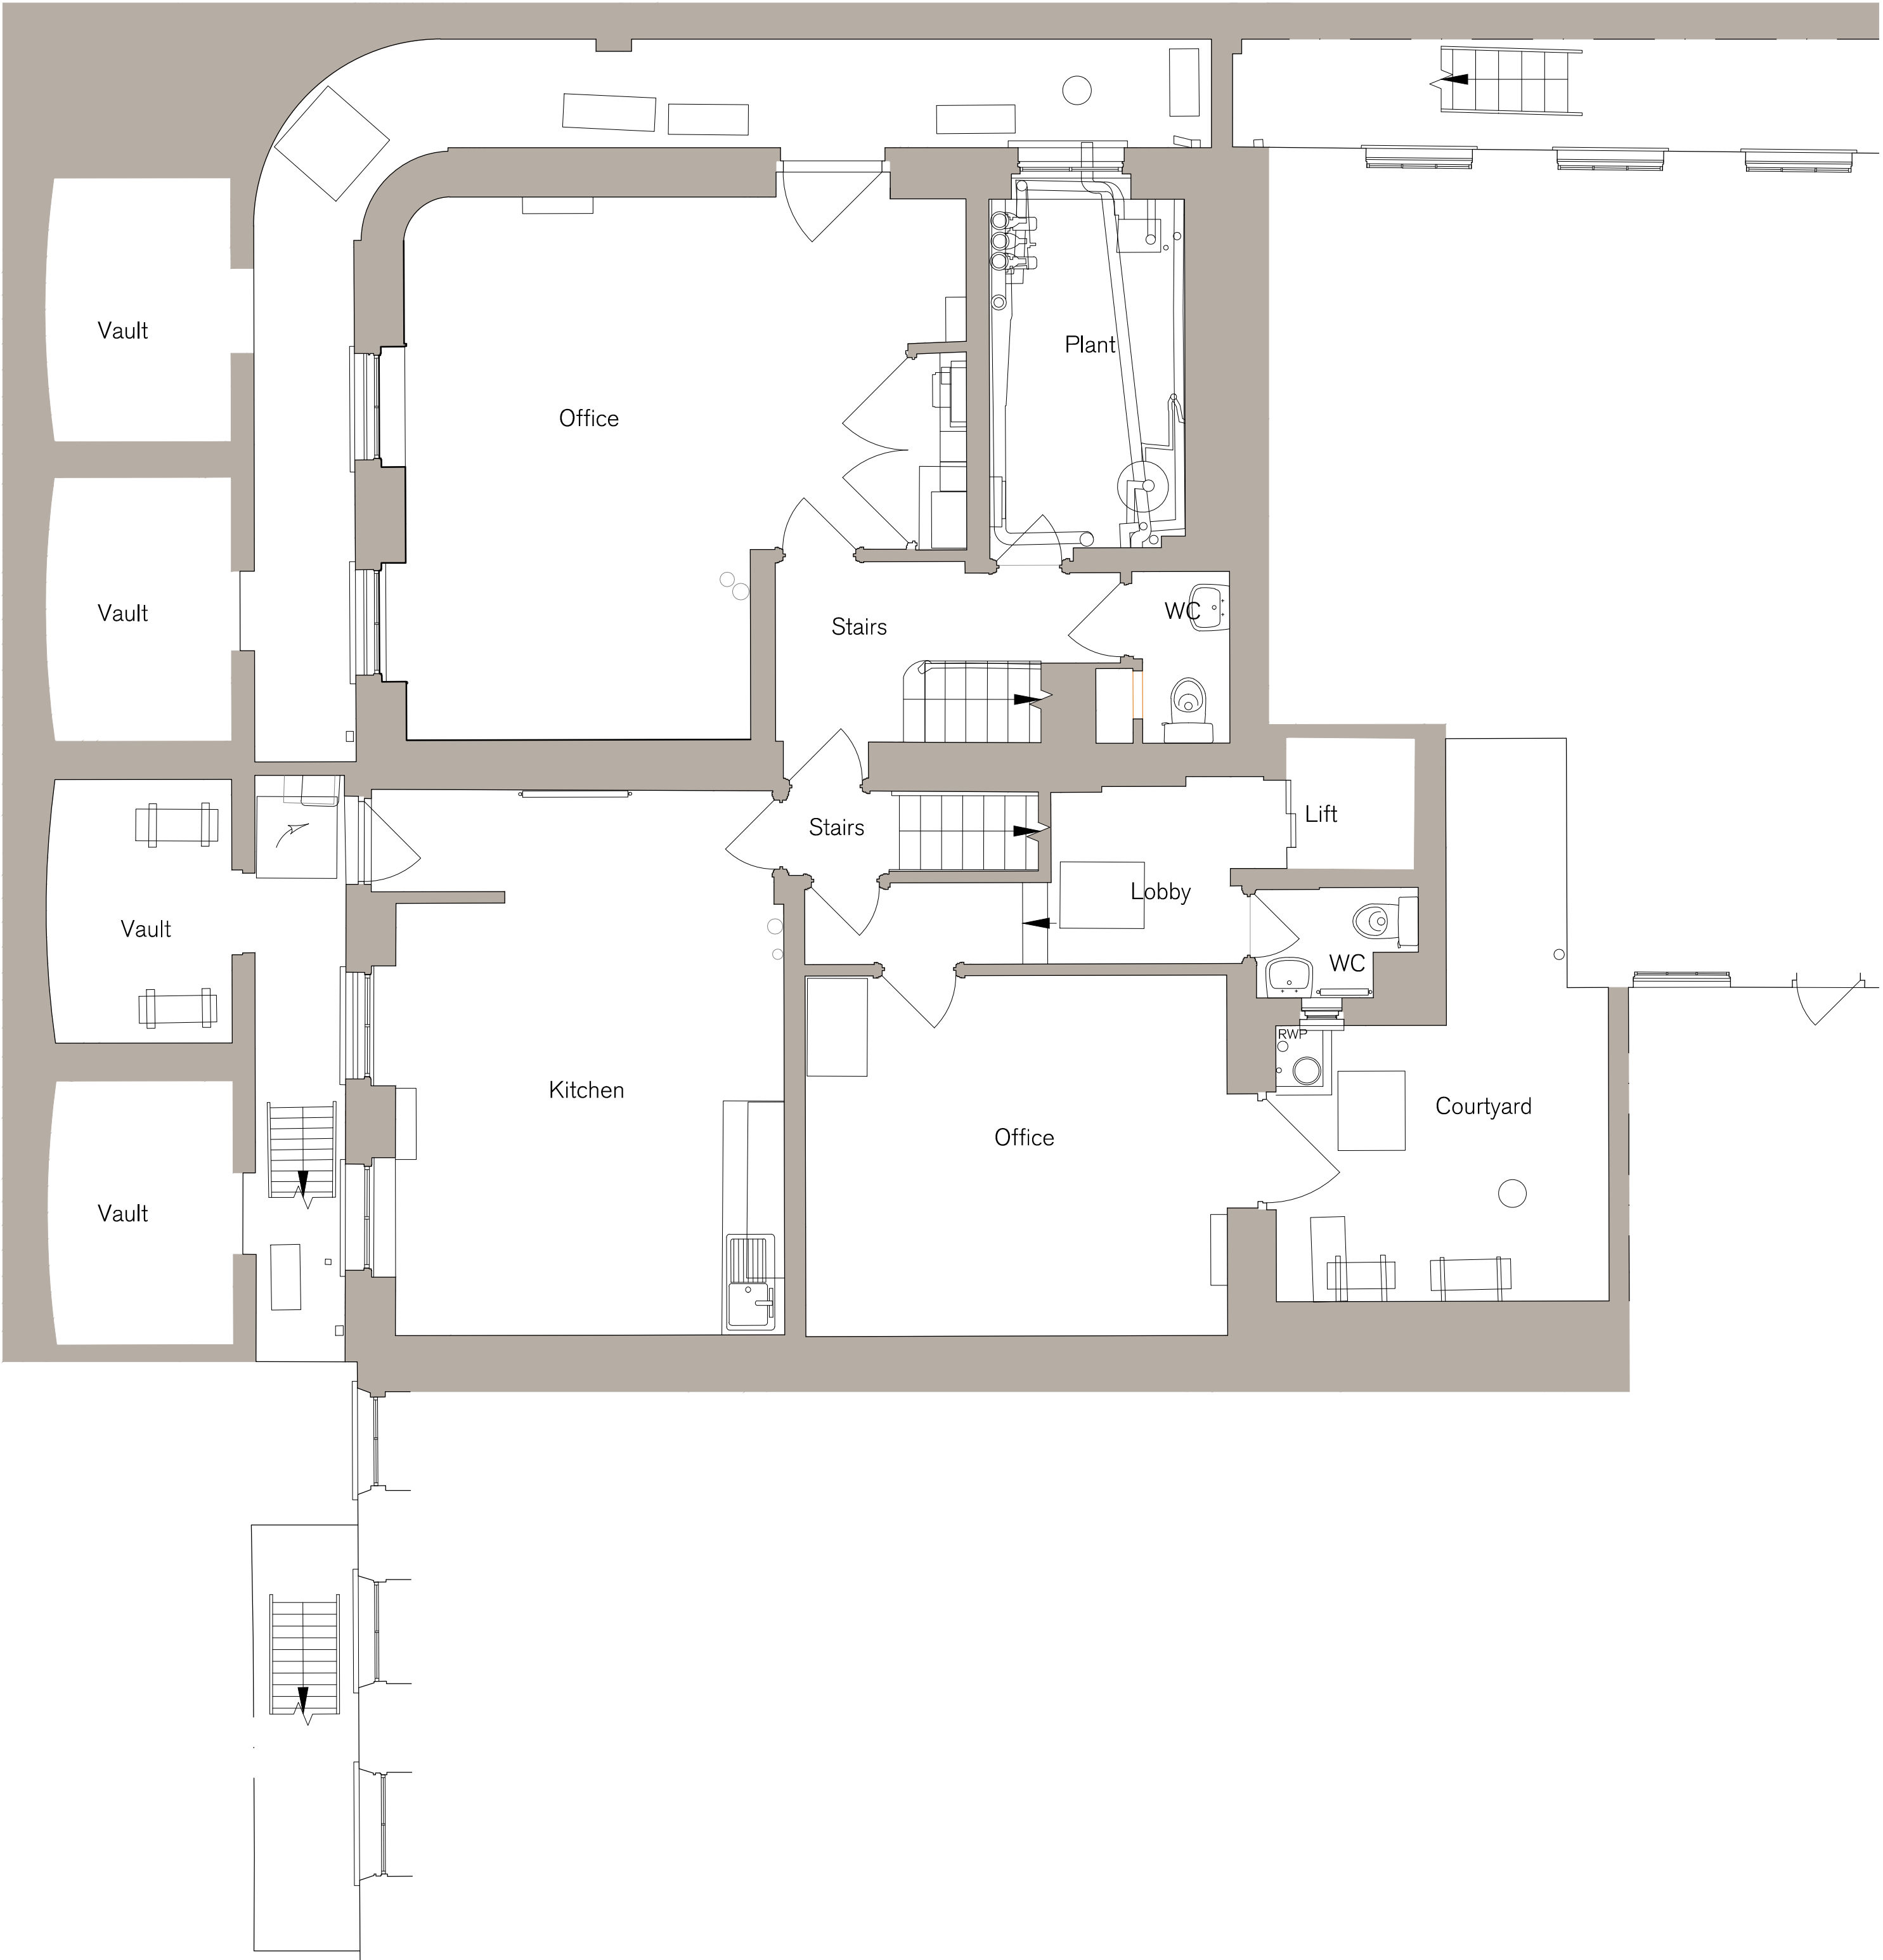 Vault
Plant
Office
WC
Vault
Stairs
Lift
Stairs
Lobby
Vault
WC
RWP
Kitchen
Courtyard
Office
Vault